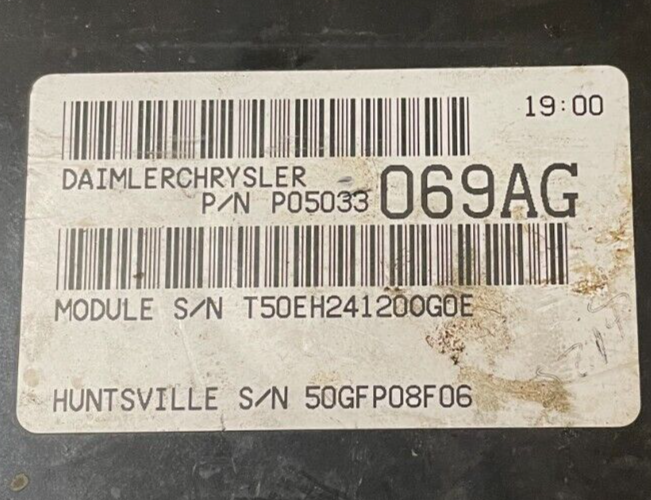 19:00
DAIMLERCHRYSLER
P/N P05033 069AG
MODULE S/N T50EH241200G0E
HUNTSVILLE S/N 50GFP08F06